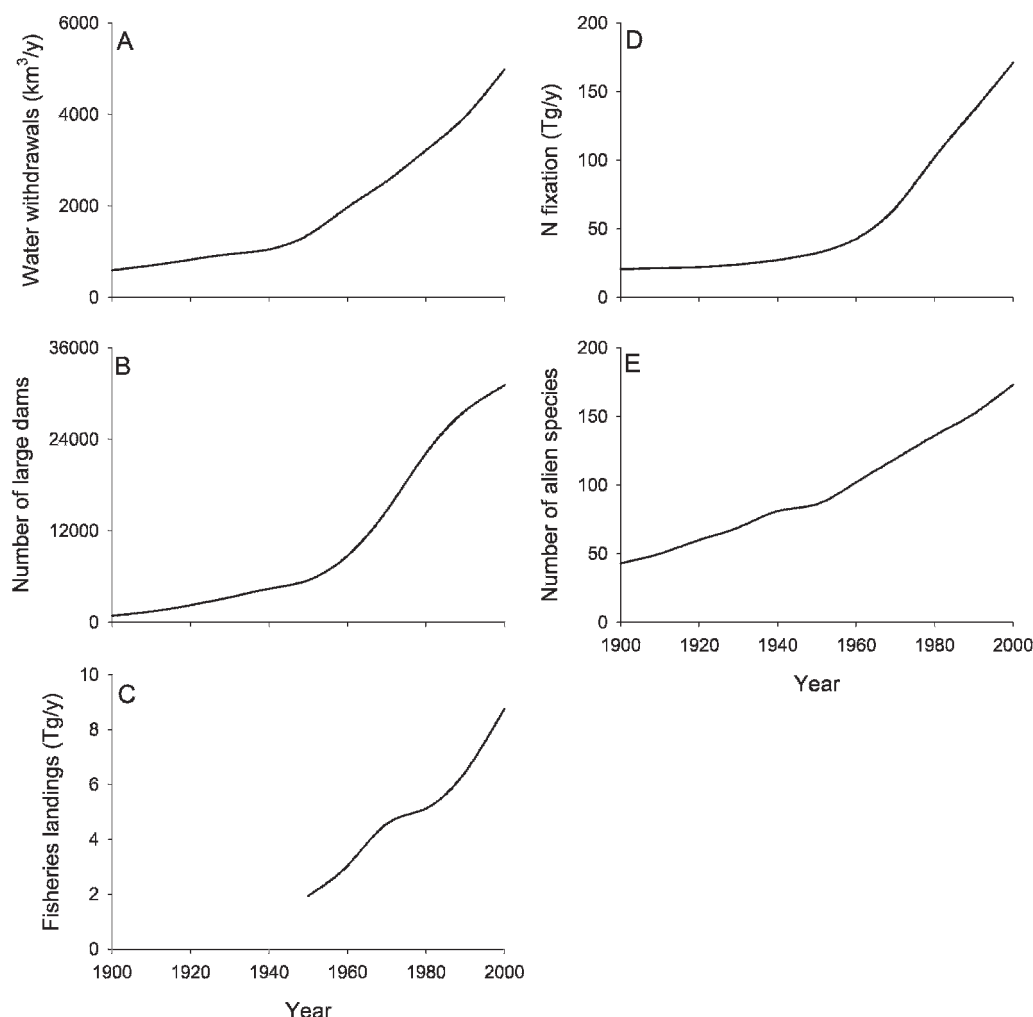 A
Water withdrawals (km³/y)
6000
4000
2000
0
B
Number of large dams
36000
24000
12000
0
C
Fisheries landings (Tg/y)
10
8
6
4
2
0
1900 1920 1940 1960 1980 2000
Year
D
N fixation (Tg/y)
200
150
100
50
0
E
Number of alien species
200
150
100
50
0
1900 1920 1940 1960 1980 2000
Year